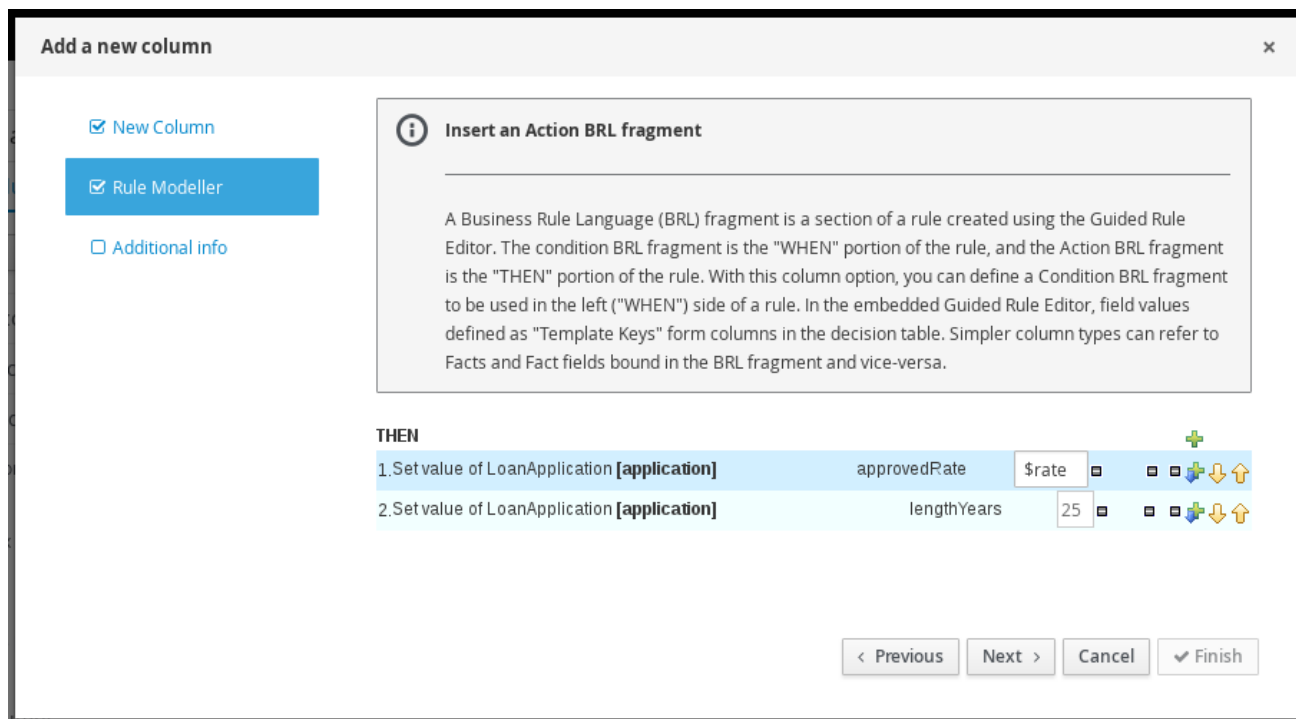 Add a new column ×
New Column
Rule Modeller
Additional info
Insert an Action BRL fragment
A Business Rule Language (BRL) fragment is a section of a rule created using the Guided Rule
Editor. The condition BRL fragment is the "WHEN" portion of the rule, and the Action BRL fragment
is the "THEN" portion of the rule. With this column option, you can define a Condition BRL fragment
to be used in the left ("WHEN") side of a rule. In the embedded Guided Rule Editor, field values
defined as "Template Keys" form columns in the decision table. Simpler column types can refer to
Facts and Fact fields bound in the BRL fragment and vice-versa.
THEN
1. Set value of LoanApplication [application] approvedRate $rate
2. Set value of LoanApplication [application] lengthYears 25
< Previous Next > Cancel Finish